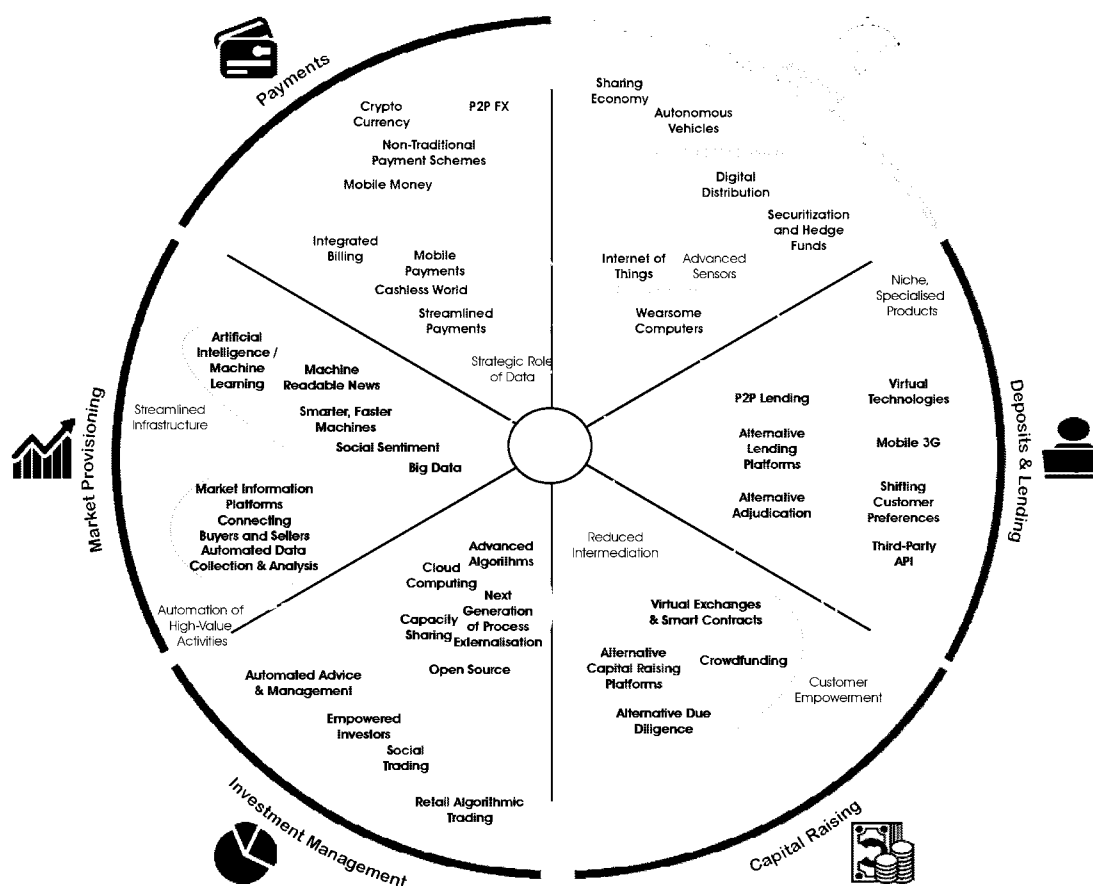 Payments
Crypto
Currency
P2P FX
Non-Traditional
Payment Schemes
Mobile Money
Integrated
Billing
Mobile
Payments
Cashless World
Streamlined
Payments
Strategic Role
of Data
Sharing
Economy
Autonomous
Vehicles
Digital
Distribution
Securitization
and Hedge
Funds
Internet of
Things
Advanced
Sensors
Wearsome
Computers
Niche,
Specialised
Products
Deposits & Lending
P2P Lending
Virtual
Technologies
Alternative
Lending
Platforms
Mobile 3G
Alternative
Adjudication
Shifting
Customer
Preferences
Third-Party
API
Reduced
Intermediation
Virtual Exchanges
& Smart Contracts
Alternative
Capital Raising
Platforms
Crowdfunding
Alternative Due
Diligence
Customer
Empowerment
Capital Raising
Advanced
Algorithms
Cloud
Computing
Next
Generation
of Process
Externalisation
Capacity
Sharing
Open Source
Automated Advice
& Management
Empowered
Investors
Social
Trading
Retail Algorithmic
Trading
Investment Management
Market Provisioning
Artificial
Intelligence /
Machine
Learning
Machine
Readable News
Streamlined
Infrastructure
Smarter, Faster
Machines
Social Sentiment
Big Data
Market Information
Platforms
Connecting
Buyers and Sellers
Automated Data
Collection & Analysis
Automation of
High-Value
Activities